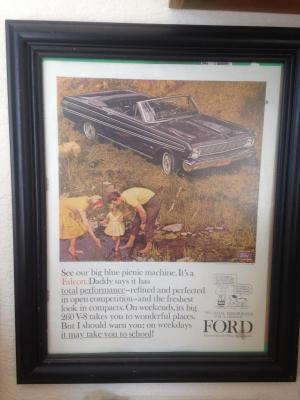 See our big blue picnic machine. It's a
Falcon. Daddy says it has
total performance—refined and perfected
in open competition—and the freshest
look in compacts. On weekends, its big
260 V-8 takes you to wonderful places.
But I should warn you: on weekdays
it may take you to school!
FORD